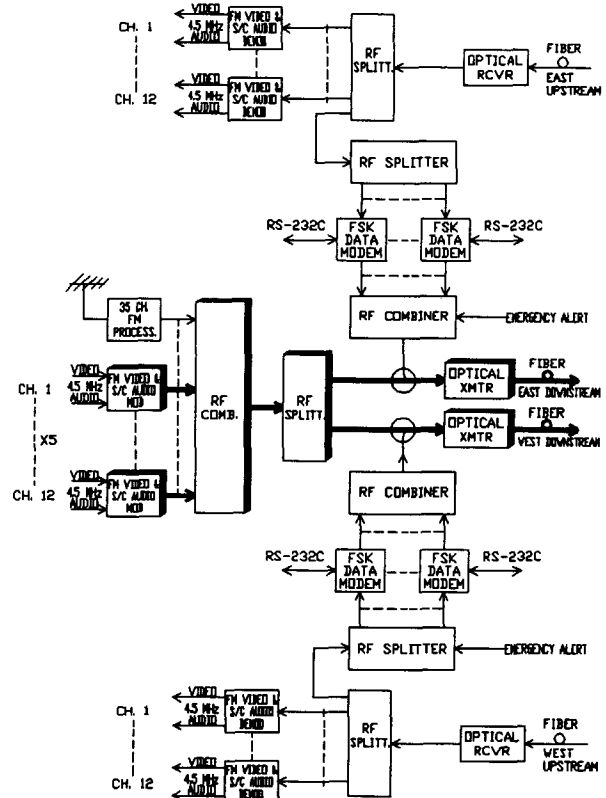 CH. 1
VIDEO
4.5 MHz
AUDIO
FM VIDEO &
S/C AUDIO
DEMOD
CH. 12
VIDEO
4.5 MHz
AUDIO
FM VIDEO &
S/C AUDIO
DEMOD
RF
SPLITT.
OPTICAL
RCVR
FIBER
EAST
UPSTREAM
RF SPLITTER
RS-232C
FSK
DATA
MODEM
FSK
DATA
MODEM
RS-232C
RF COMBINER
EMERGENCY ALERT
35 CH.
FM
PROCESS.
CH. 1
VIDEO
4.5 MHz
AUDIO
FM VIDEO &
S/C AUDIO
MOD
X5
CH. 12
VIDEO
4.5 MHz
AUDIO
FM VIDEO &
S/C AUDIO
MOD
RF
COMB.
RF
SPLITT.
OPTICAL
XMTR
FIBER
EAST DOWNSTREAM
OPTICAL
XMTR
FIBER
WEST DOWNSTREAM
RF COMBINER
RS-232C
FSK
DATA
MODEM
FSK
DATA
MODEM
RS-232C
RF SPLITTER
EMERGENCY ALERT
CH. 1
VIDEO
4.5 MHz
AUDIO
FM VIDEO &
S/C AUDIO
DEMOD
CH. 12
VIDEO
4.5 MHz
AUDIO
FM VIDEO &
S/C AUDIO
DEMOD
RF
SPLITT.
OPTICAL
RCVR
FIBER
WEST
UPSTREAM